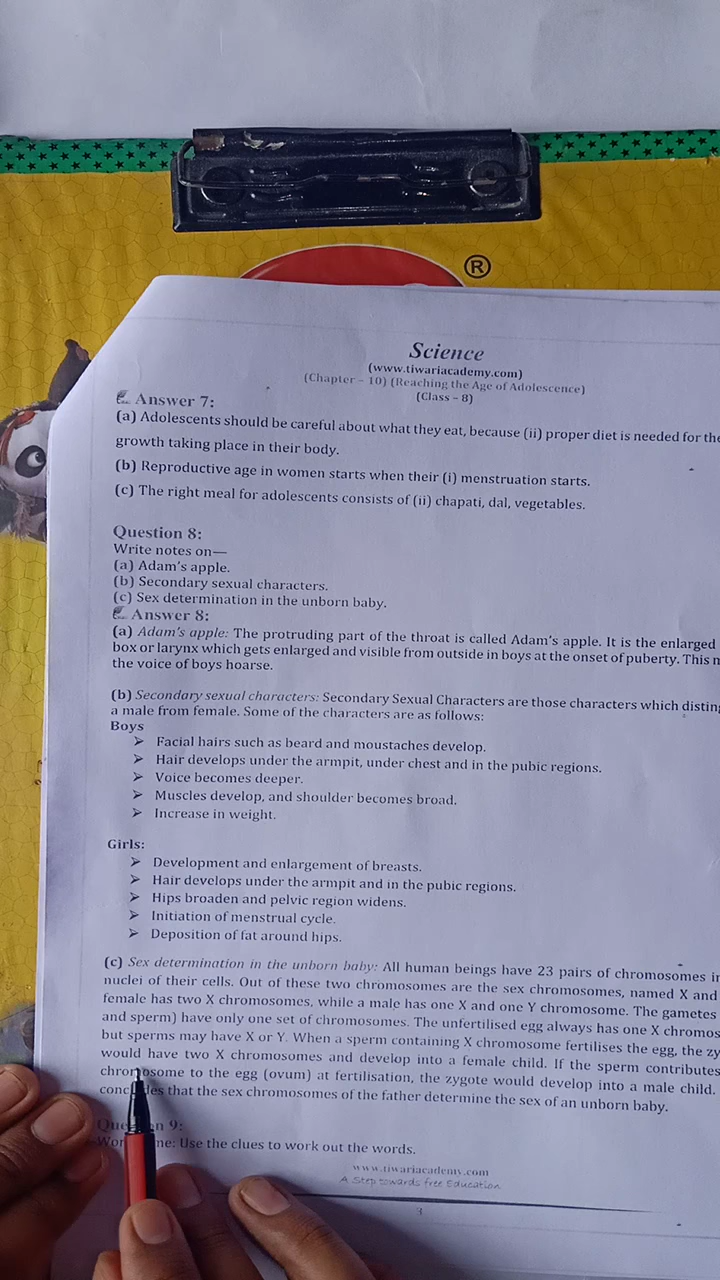 ®
Science
(www.tiwariacademy.com)
(Chapter – 10) (Reaching the Age of Adolescence)
(Class – 8)
Answer 7:
(a) Adolescents should be careful about what they eat, because (ii) proper diet is needed for the
growth taking place in their body.
(b) Reproductive age in women starts when their (i) menstruation starts.
(c) The right meal for adolescents consists of (ii) chapati, dal, vegetables.
Question 8:
Write notes on—
(a) Adam's apple.
(b) Secondary sexual characters.
(c) Sex determination in the unborn baby.
Answer 8:
(a) Adam's apple: The protruding part of the throat is called Adam's apple. It is the enlarged
box or larynx which gets enlarged and visible from outside in boys at the onset of puberty. This
the voice of boys hoarse.
(b) Secondary sexual characters: Secondary Sexual Characters are those characters which
a male from female. Some of the characters are as follows:
Boys
➤ Facial hairs such as beard and moustaches develop.
➤ Hair develops under the armpit, under chest and in the pubic regions.
➤ Voice becomes deeper.
➤ Muscles develop, and shoulder becomes broad.
➤ Increase in weight.
Girls:
➤ Development and enlargement of breasts.
➤ Hair develops under the armpit and in the pubic regions.
➤ Hips broaden and pelvic region widens.
➤ Initiation of menstrual cycle.
➤ Deposition of fat around hips.
(c) Sex determination in the unborn baby: All human beings have 23 pairs of chromosomes
nuclei of their cells. Out of these two chromosomes are the sex chromosomes, named X and
female has two X chromosomes, while a male has one X and one Y chromosome. The gametes
and sperm) have only one set of chromosomes. The unfertilised egg always has one X
but sperms may have X or Y. When a sperm containing X chromosome fertilises the egg, the
would have two X chromosomes and develop into a female child. If the sperm contributes
chromosome to the egg (ovum) at fertilisation, the zygote would develop into a male child.
that the sex chromosomes of the father determine the sex of an unborn baby.
9:
Use the clues to work out the words.
www.tiwariacademy.com
A Step towards free Education
3